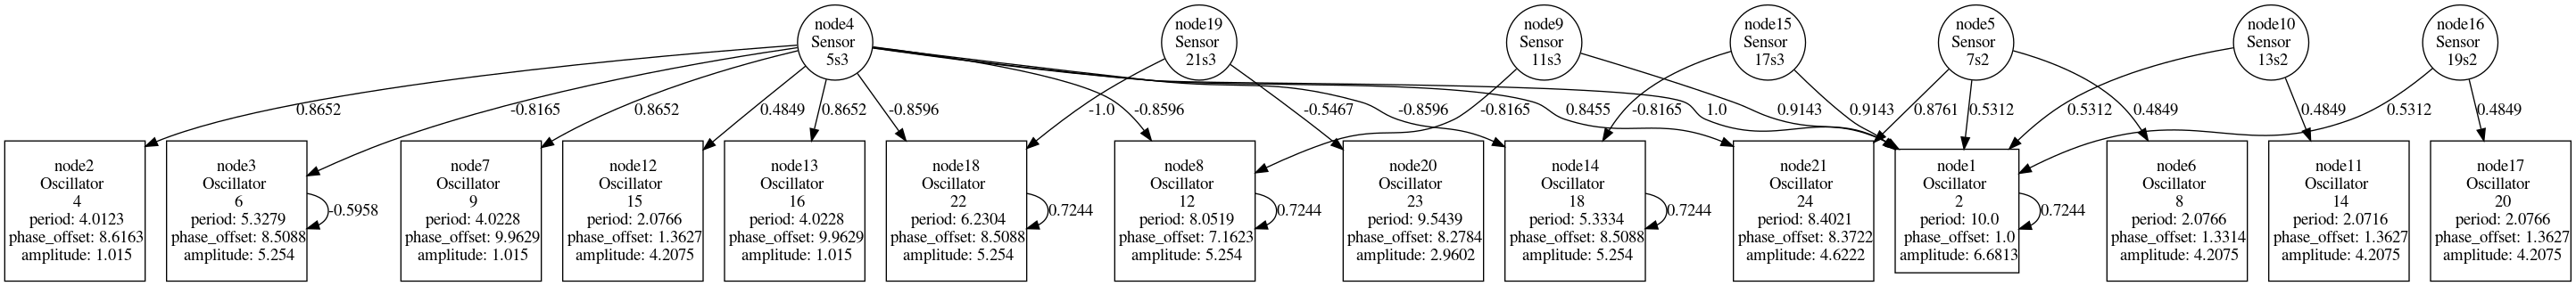 node4
Sensor
5s3
node19
Sensor
21s3
node9
Sensor
11s3
node15
Sensor
17s3
node5
Sensor
7s2
node10
Sensor
13s2
node16
Sensor
19s2
0.8652
-0.8165
0.8652
0.4849
0.8652
-0.8596
-1.0
-0.8596
-0.5467
-0.8596
-0.8165
-0.8165
0.8455
1.0
0.9143
0.9143
0.8761
0.5312
0.4849
0.5312
0.4849
0.5312
0.4849
node2
Oscillator
4
period: 4.0123
phase_offset: 8.6163
amplitude: 1.015
node3
Oscillator
6
period: 5.3279
phase_offset: 8.5088
amplitude: 5.254
-0.5958
node7
Oscillator
9
period: 4.0228
phase_offset: 9.9629
amplitude: 1.015
node12
Oscillator
15
period: 2.0766
phase_offset: 1.3627
amplitude: 4.2075
node13
Oscillator
16
period: 4.0228
phase_offset: 9.9629
amplitude: 1.015
node18
Oscillator
22
period: 6.2304
phase_offset: 8.5088
amplitude: 5.254
0.7244
node8
Oscillator
12
period: 8.0519
phase_offset: 7.1623
amplitude: 5.254
0.7244
node20
Oscillator
23
period: 9.5439
phase_offset: 8.2784
amplitude: 2.9602
node14
Oscillator
18
period: 5.3334
phase_offset: 8.5088
amplitude: 5.254
0.7244
node21
Oscillator
24
period: 8.4021
phase_offset: 8.3722
amplitude: 4.6222
node1
Oscillator
2
period: 10.0
phase_offset: 1.0
amplitude: 6.6813
0.7244
node6
Oscillator
8
period: 2.0766
phase_offset: 1.3314
amplitude: 4.2075
node11
Oscillator
14
period: 2.0716
phase_offset: 1.3627
amplitude: 4.2075
node17
Oscillator
20
period: 2.0766
phase_offset: 1.3627
amplitude: 4.2075